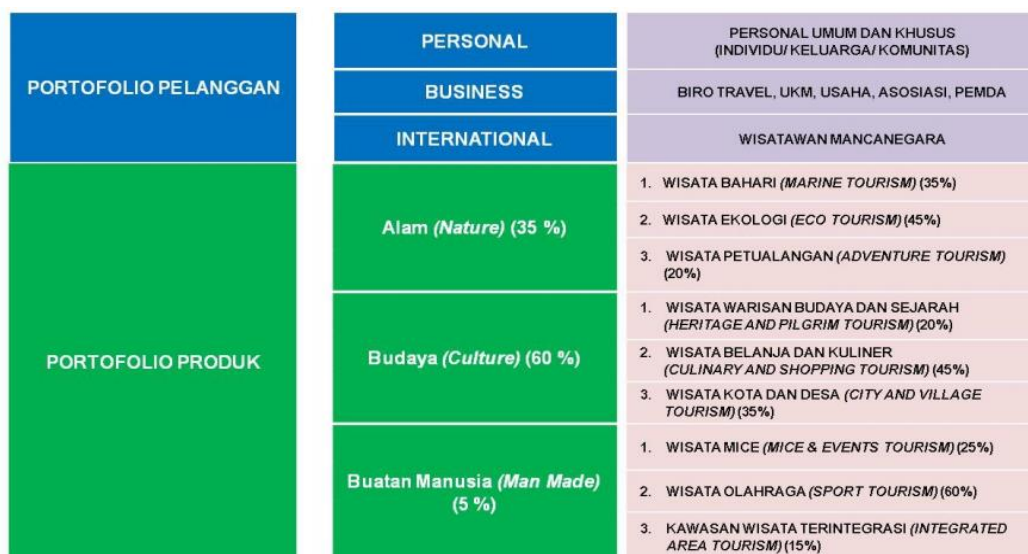 PORTOFOLIO PELANGGAN
PERSONAL
PERSONAL UMUM DAN KHUSUS
(INDIVIDU/ KELUARGA/ KOMUNITAS)
BUSINESS
BIRO TRAVEL, UKM, USAHA, ASOSIASI, PEMDA
INTERNATIONAL
WISATAWAN MANCANEGARA
PORTOFOLIO PRODUK
Alam (Nature) (35 %)
1. WISATA BAHARI (MARINE TOURISM) (35%)
2. WISATA EKOLOGI (ECO TOURISM) (45%)
3. WISATA PETUALANGAN (ADVENTURE TOURISM)
(20%)
Budaya (Culture) (60 %)
1. WISATA WARISAN BUDAYA DAN SEJARAH
(HERITAGE AND PILGRIM TOURISM) (20%)
2. WISATA BELANJA DAN KULINER
(CULINARY AND SHOPPING TOURISM) (45%)
3. WISATA KOTA DAN DESA (CITY AND VILLAGE
TOURISM) (35%)
Buatan Manusia (Man Made)
(5 %)
1. WISATA MICE (MICE & EVENTS TOURISM) (25%)
2. WISATA OLAHRAGA (SPORT TOURISM) (60%)
3. KAWASAN WISATA TERINTEGRASI (INTEGRATED
AREA TOURISM) (15%)